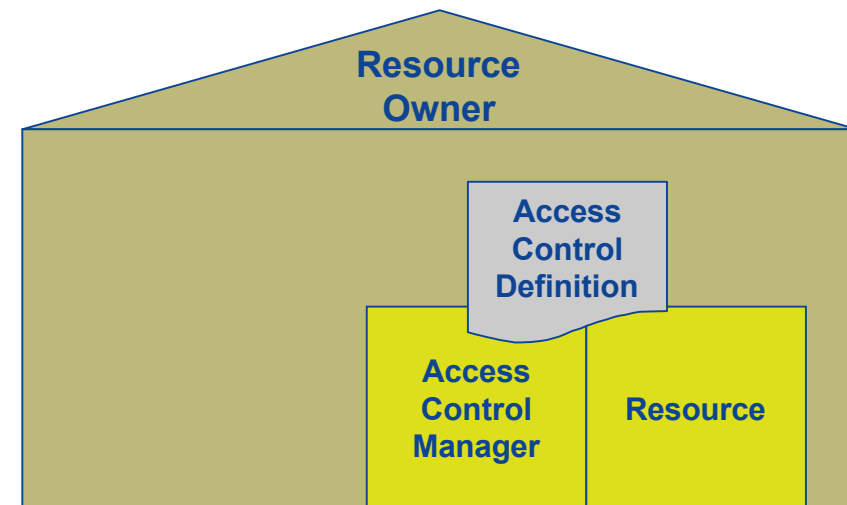 Resource
Owner
Access
Control
Definition
Access
Control
Manager
Resource